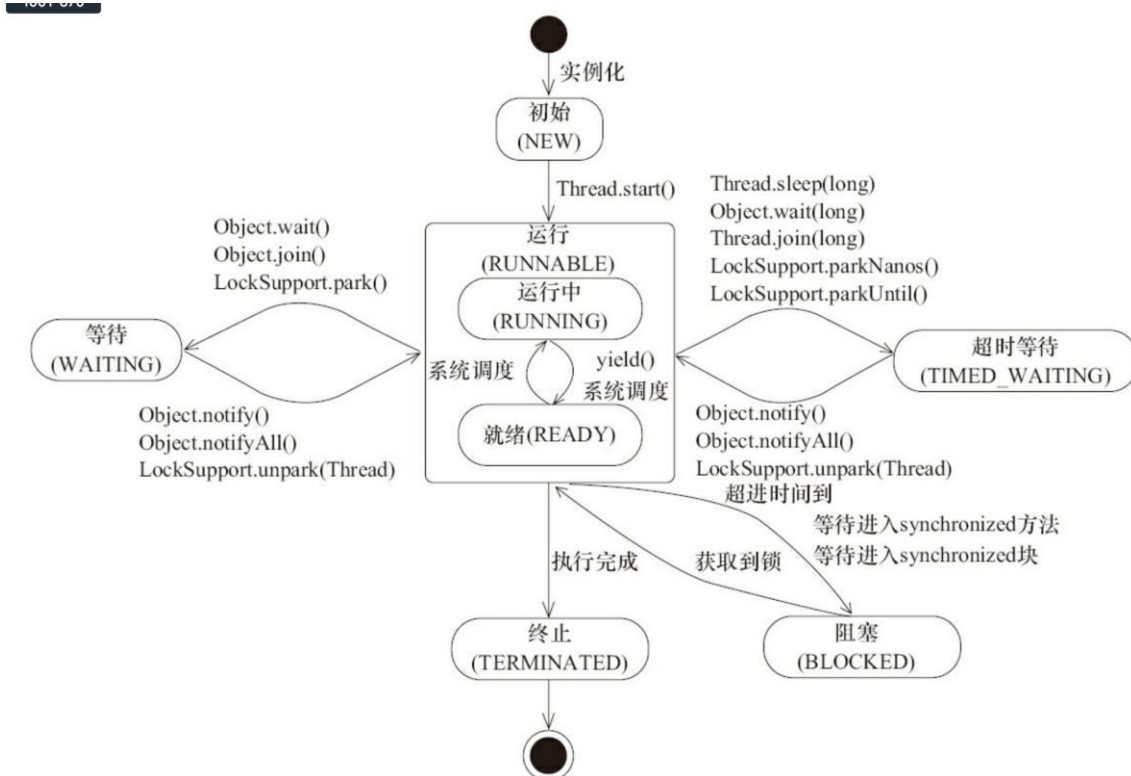 实例化
初始
(NEW)
Thread.start()
Object.wait()
Object.join()
LockSupport.park()
等待
(WAITING)
Object.notify()
Object.notifyAll()
LockSupport.unpark(Thread)
运行
(RUNNABLE)
运行中
(RUNNING)
系统调度
yield()
系统调度
就绪(READY)
Thread.sleep(long)
Object.wait(long)
Thread.join(long)
LockSupport.parkNanos()
LockSupport.parkUntil()
超时等待
(TIMED_WAITING)
Object.notify()
Object.notifyAll()
LockSupport.unpark(Thread)
超进时间到
等待进入synchronized方法
等待进入synchronized块
获取到锁
执行完成
终止
(TERMINATED)
阻塞
(BLOCKED)